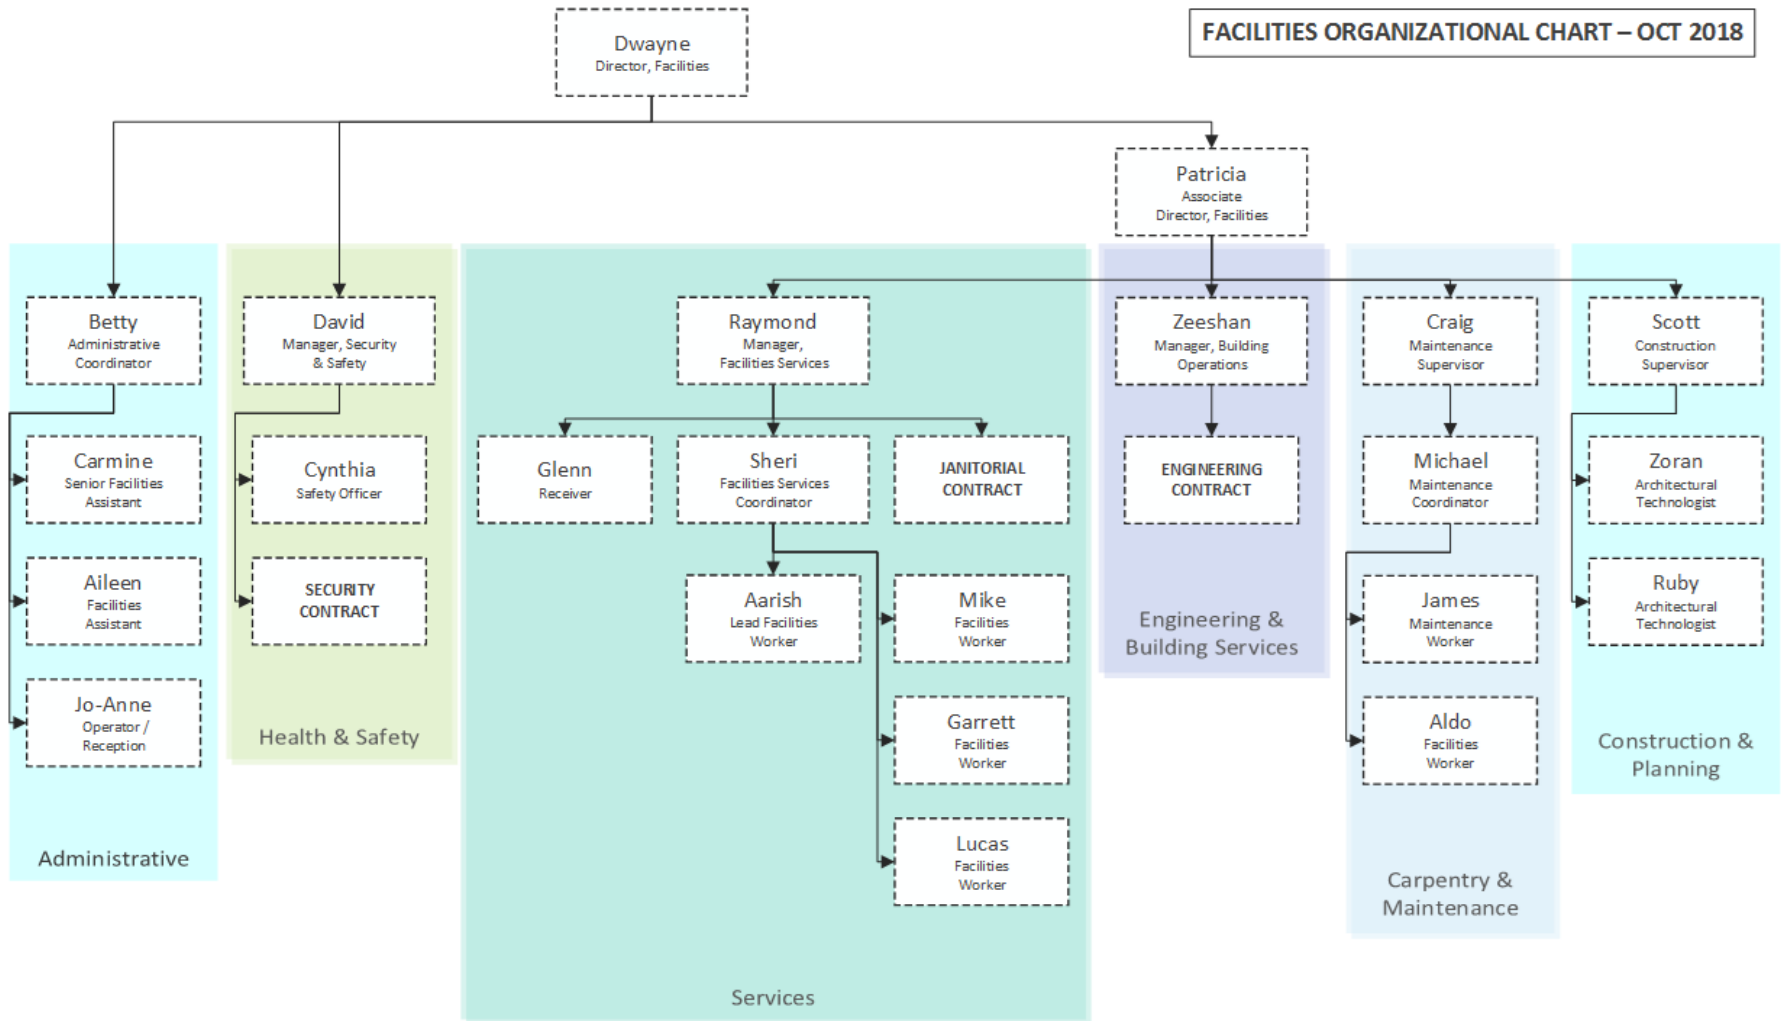 FACILITIES ORGANIZATIONAL CHART – OCT 2018
Dwayne
Director, Facilities
Patricia
Associate
Director, Facilities
Betty
Administrative
Coordinator
Carmine
Senior Facilities
Assistant
Aileen
Facilities
Assistant
Jo-Anne
Operator /
Reception
Administrative
David
Manager, Security
& Safety
Cynthia
Safety Officer
SECURITY
CONTRACT
Health & Safety
Raymond
Manager,
Facilities Services
Glenn
Receiver
Sheri
Facilities Services
Coordinator
JANITORIAL
CONTRACT
Aarish
Lead Facilities
Worker
Mike
Facilities
Worker
Garrett
Facilities
Worker
Lucas
Facilities
Worker
Services
Zeeshan
Manager, Building
Operations
ENGINEERING
CONTRACT
Engineering &
Building Services
Craig
Maintenance
Supervisor
Michael
Maintenance
Coordinator
James
Maintenance
Worker
Aldo
Facilities
Worker
Carpentry &
Maintenance
Scott
Construction
Supervisor
Zoran
Architectural
Technologist
Ruby
Architectural
Technologist
Construction &
Planning